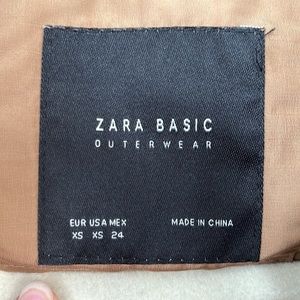 ZARA BASIC
OUTERWEAR
EUR USA MEX MADE IN CHINA
XS XS 24